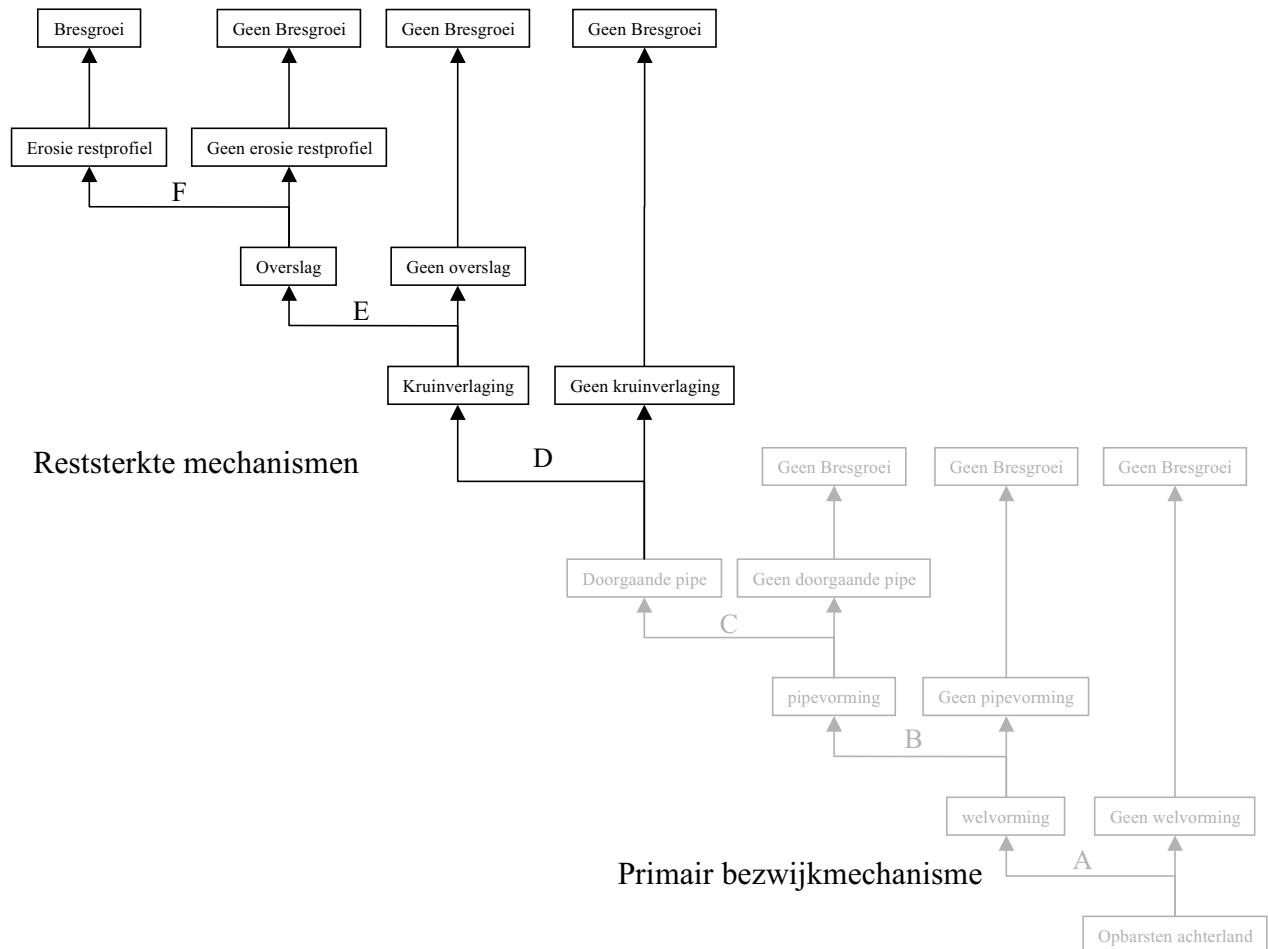 Bresgroei
Geen Bresgroei
Geen Bresgroei
Geen Bresgroei
Erosie restprofiel
Geen erosie restprofiel
F
Overslag
Geen overslag
E
Kruinverlaging
Geen kruinverlaging
Reststerkte mechanismen
D
Geen Bresgroei
Geen Bresgroei
Geen Bresgroei
Doorgaande pipe
Geen doorgaande pipe
C
pipevorming
Geen pipevorming
B
welvorming
Geen welvorming
Primair bezwijkmechanisme
A
Opbarsten achterland